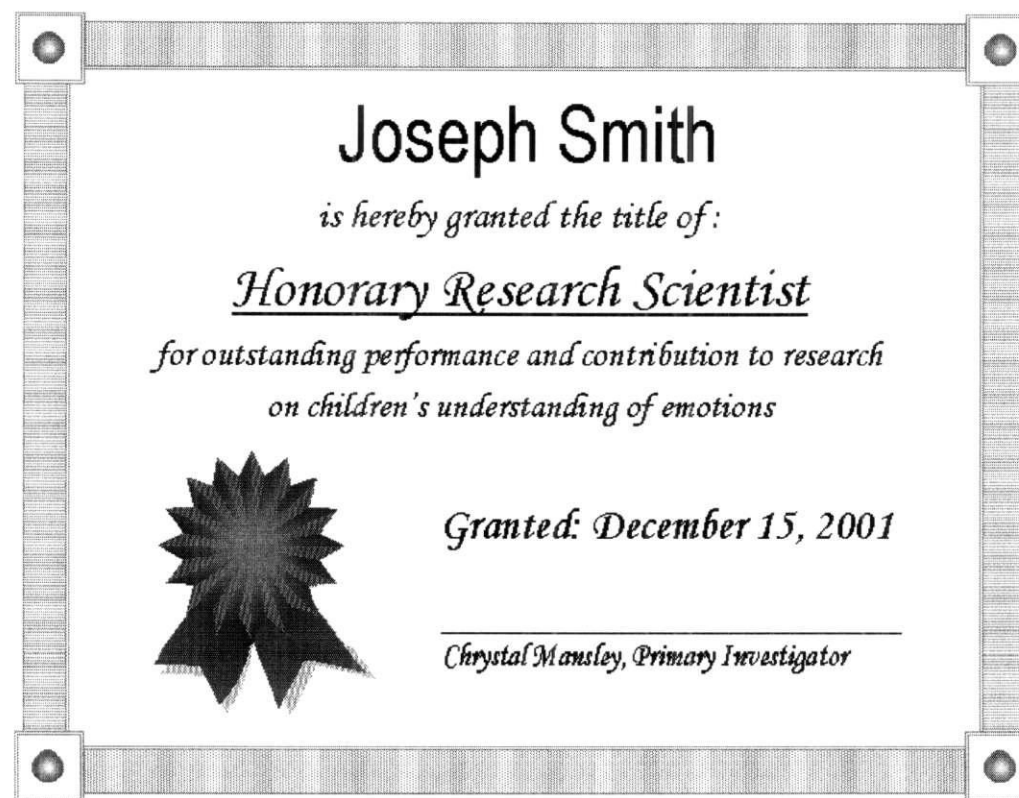 Joseph Smith
is hereby granted the title of:
Honorary Research Scientist
for outstanding performance and contribution to research
on children's understanding of emotions
Granted: December 15, 2001
Chrystal Mansley, Primary Investigator